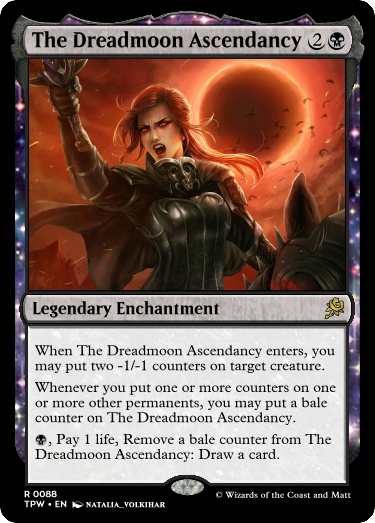 The Dreadmoon Ascendancy 2
Legendary Enchantment
When The Dreadmoon Ascendancy enters, you
may put two -1/-1 counters on target creature.
Whenever you put one or more counters on one
or more other permanents, you may put a bale
counter on The Dreadmoon Ascendancy.
, Pay 1 life, Remove a bale counter from The
Dreadmoon Ascendancy: Draw a card.
R 0088
TPW • EN NATALIA_VOLKIHAR
© Wizards of the Coast and Matt